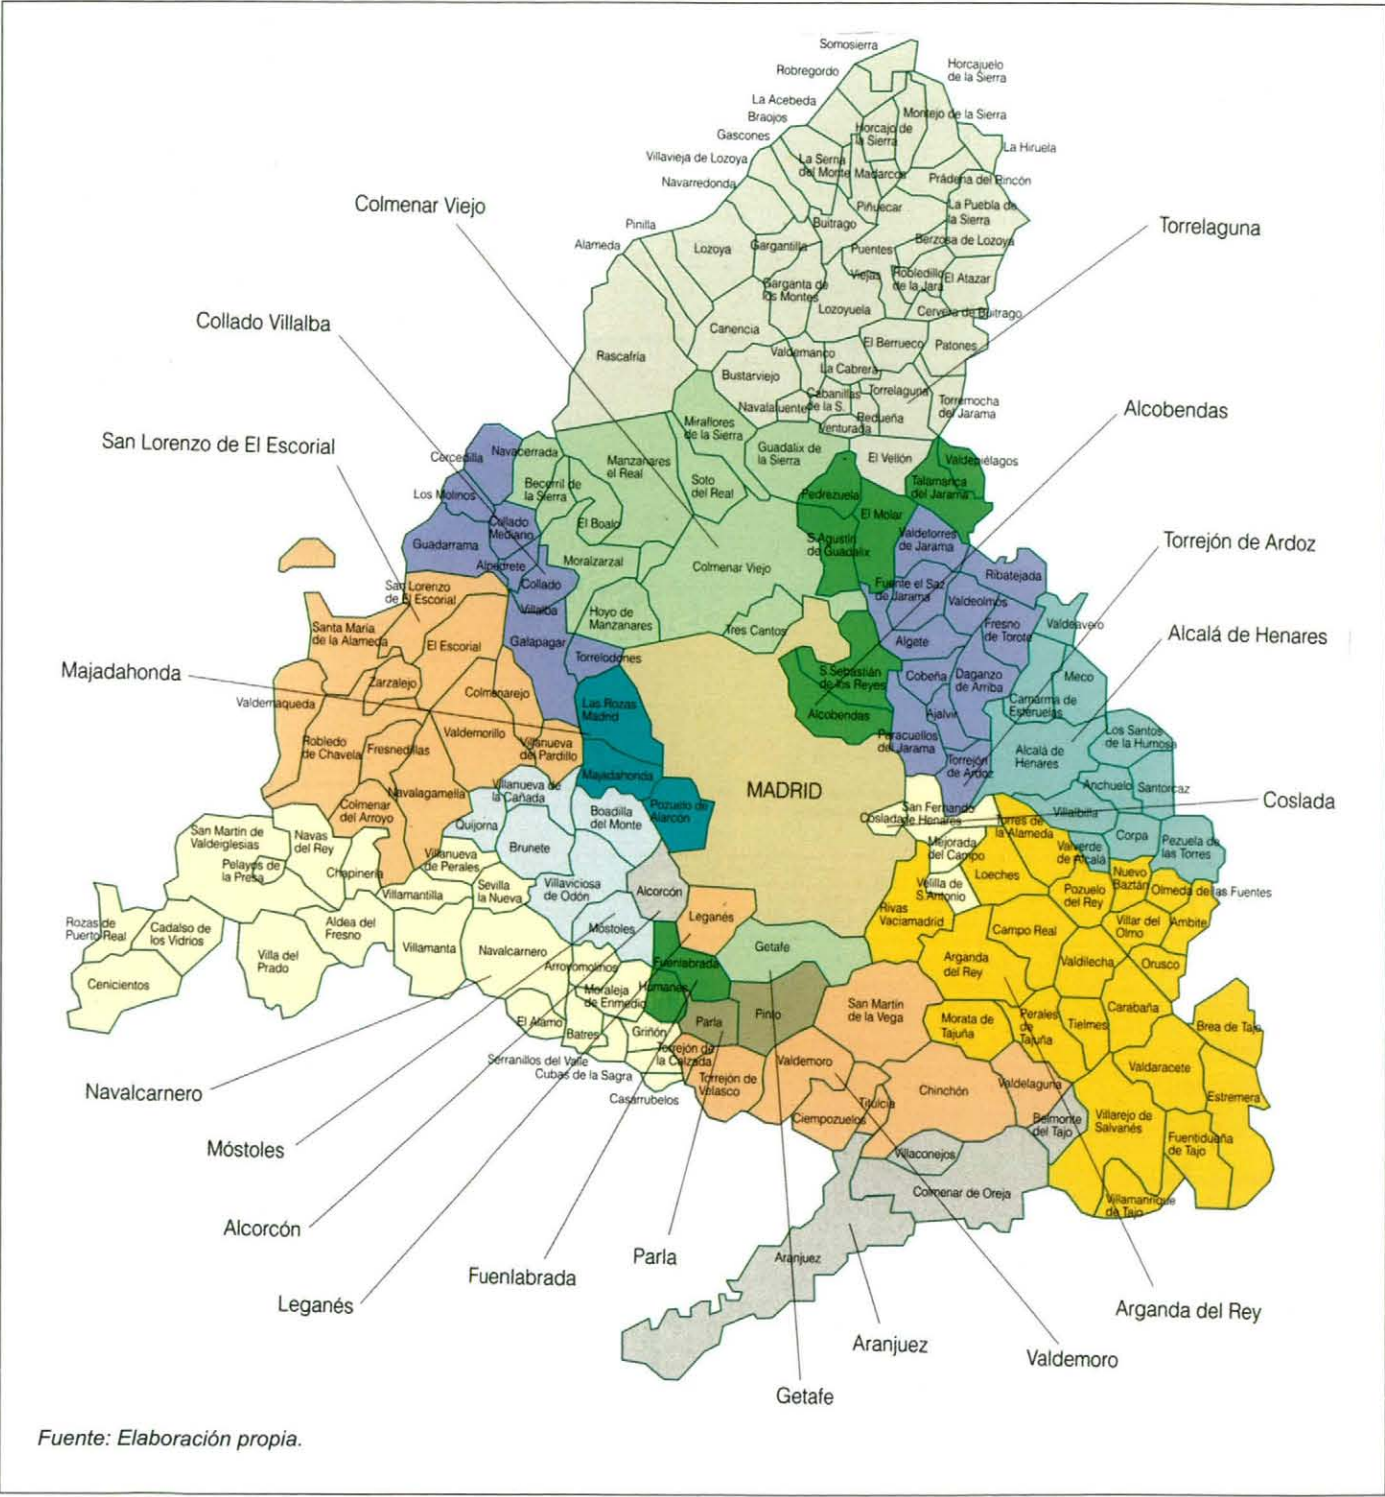 Somosierra
Horcajuelo
de la Sierra
Robregordo
La Acebeda
Braojos
Montejo de la Sierra
Horcajo de
la Sierra
Gascones
La Hiruela
Villavieja de Lozoya
La Serna
del Monte
Madarcos
Prádena del Rincón
Navarredonda
Colmenar Viejo
Piñuecar
La Puebla de
la Sierra
Pinilla
Buitrago
Torrelaguna
Alameda
Lozoya
Gargantilla
Puentes
Viejas
Berzosa de Lozoya
Robledillo
de la Jara
El Atazar
Garganta de
los Montes
Lozoyuela
Cervera de Buitrago
Collado Villalba
Canencia
El Berrueco
Patones
Rascafría
Valdemanco
La Cabrera
Bustarviejo
Cabanillas
de la S.
Torrelaguna
Torremocha
del Jarama
Navalafuente
Redueña
Venturada
Alcobendas
San Lorenzo de El Escorial
Miraflores
de la Sierra
Guadalix de
la Sierra
El Vellón
Valdepiélagos
Cercedilla
Navacerrada
Manzanares
el Real
Soto
del Real
Talamanca
del Jarama
Los Molinos
Becerril de
la Sierra
Pedrezuela
El Molar
Collado
Mediano
El Boalo
Guadarrama
S. Agustín
de Guadalix
Valdetorres
de Jarama
Torrejón de Ardoz
Alpedrete
Moralzarzal
Colmenar Viejo
Ribatejada
San Lorenzo
de El Escorial
Collado
Villalba
Fuente el Saz
de Jarama
Valdeolmos
Hoyo de
Manzanares
Fresno
de Torote
Valdeavero
Alcalá de Henares
Santa María
de la Alameda
El Escorial
Galapagar
Tres Cantos
Algete
Torrelodones
Majadahonda
Zarzalejo
S. Sebastián
de los Reyes
Cobeña
Daganzo
de Arriba
Meco
Valdemaqueda
Colmenarejo
Las Rozas
Madrid
Alcobendas
Ajalvir
Camarma de
Esteruelas
Robledo
de Chavela
Fresnedillas
Valdemorillo
Villanueva
del Pardillo
Paracuellos
del Jarama
Los Santos
de la Humosa
Alcalá de
Henares
Torrejón
de Ardoz
Majadahonda
MADRID
Anchuelo
Santorcaz
Navalagamella
Villanueva de
la Cañada
Colmenar
del Arroyo
Boadilla
del Monte
Pozuelo de
Alarcón
San Fernando
de Henares
Coslada
Villalbilla
Coslada
Torres de
la Alameda
San Martín de
Valdeiglesias
Navas
del Rey
Quijorna
Brunete
Corpa
Pezuela de
las Torres
Mejorada
del Campo
Valverde
de Alcalá
Pelayos de
la Presa
Chapinería
Villanueva
de Perales
Loeches
Nuevo
Baztán
Villamantilla
Sevilla
la Nueva
Villaviciosa
de Odón
Alcorcón
Velilla de
S. Antonio
Pozuelo
del Rey
Olmeda de las Fuentes
Rivas
Vaciamadrid
Leganés
Rozas de
Puerto Real
Cadalso de
los Vidrios
Aldea del
Fresno
Móstoles
Campo Real
Villar del
Olmo
Ambite
Villa del
Prado
Villamanta
Navalcarnero
Getafe
Cenicientos
Arroyomolinos
Fuenlabrada
Arganda
del Rey
Valdilecha
Orusco
Humanes
Moraleja
de Enmedio
El Alamo
Batres
Griñón
Parla
Pinto
San Martín
de la Vega
Morata de
Tajuña
Perales
de
Tajuña
Tielmes
Carabaña
Brea de Tajo
Serranillos del Valle
Cubas de la Sagra
Torrejón de
la Calzada
Casarrubelos
Torrejón de
Velasco
Valdemoro
Valdaracete
Chinchón
Valdelaguna
Estremera
Navalcarnero
Ciempozuelos
Titulcia
Belmonte
del Tajo
Villarejo de
Salvanés
Fuentidueña
de Tajo
Móstoles
Villaconejos
Colmenar de Oreja
Villamanrique
de Tajo
Alcorcón
Parla
Aranjuez
Fuenlabrada
Leganés
Arganda del Rey
Aranjuez
Valdemoro
Getafe
Fuente: Elaboración propia.